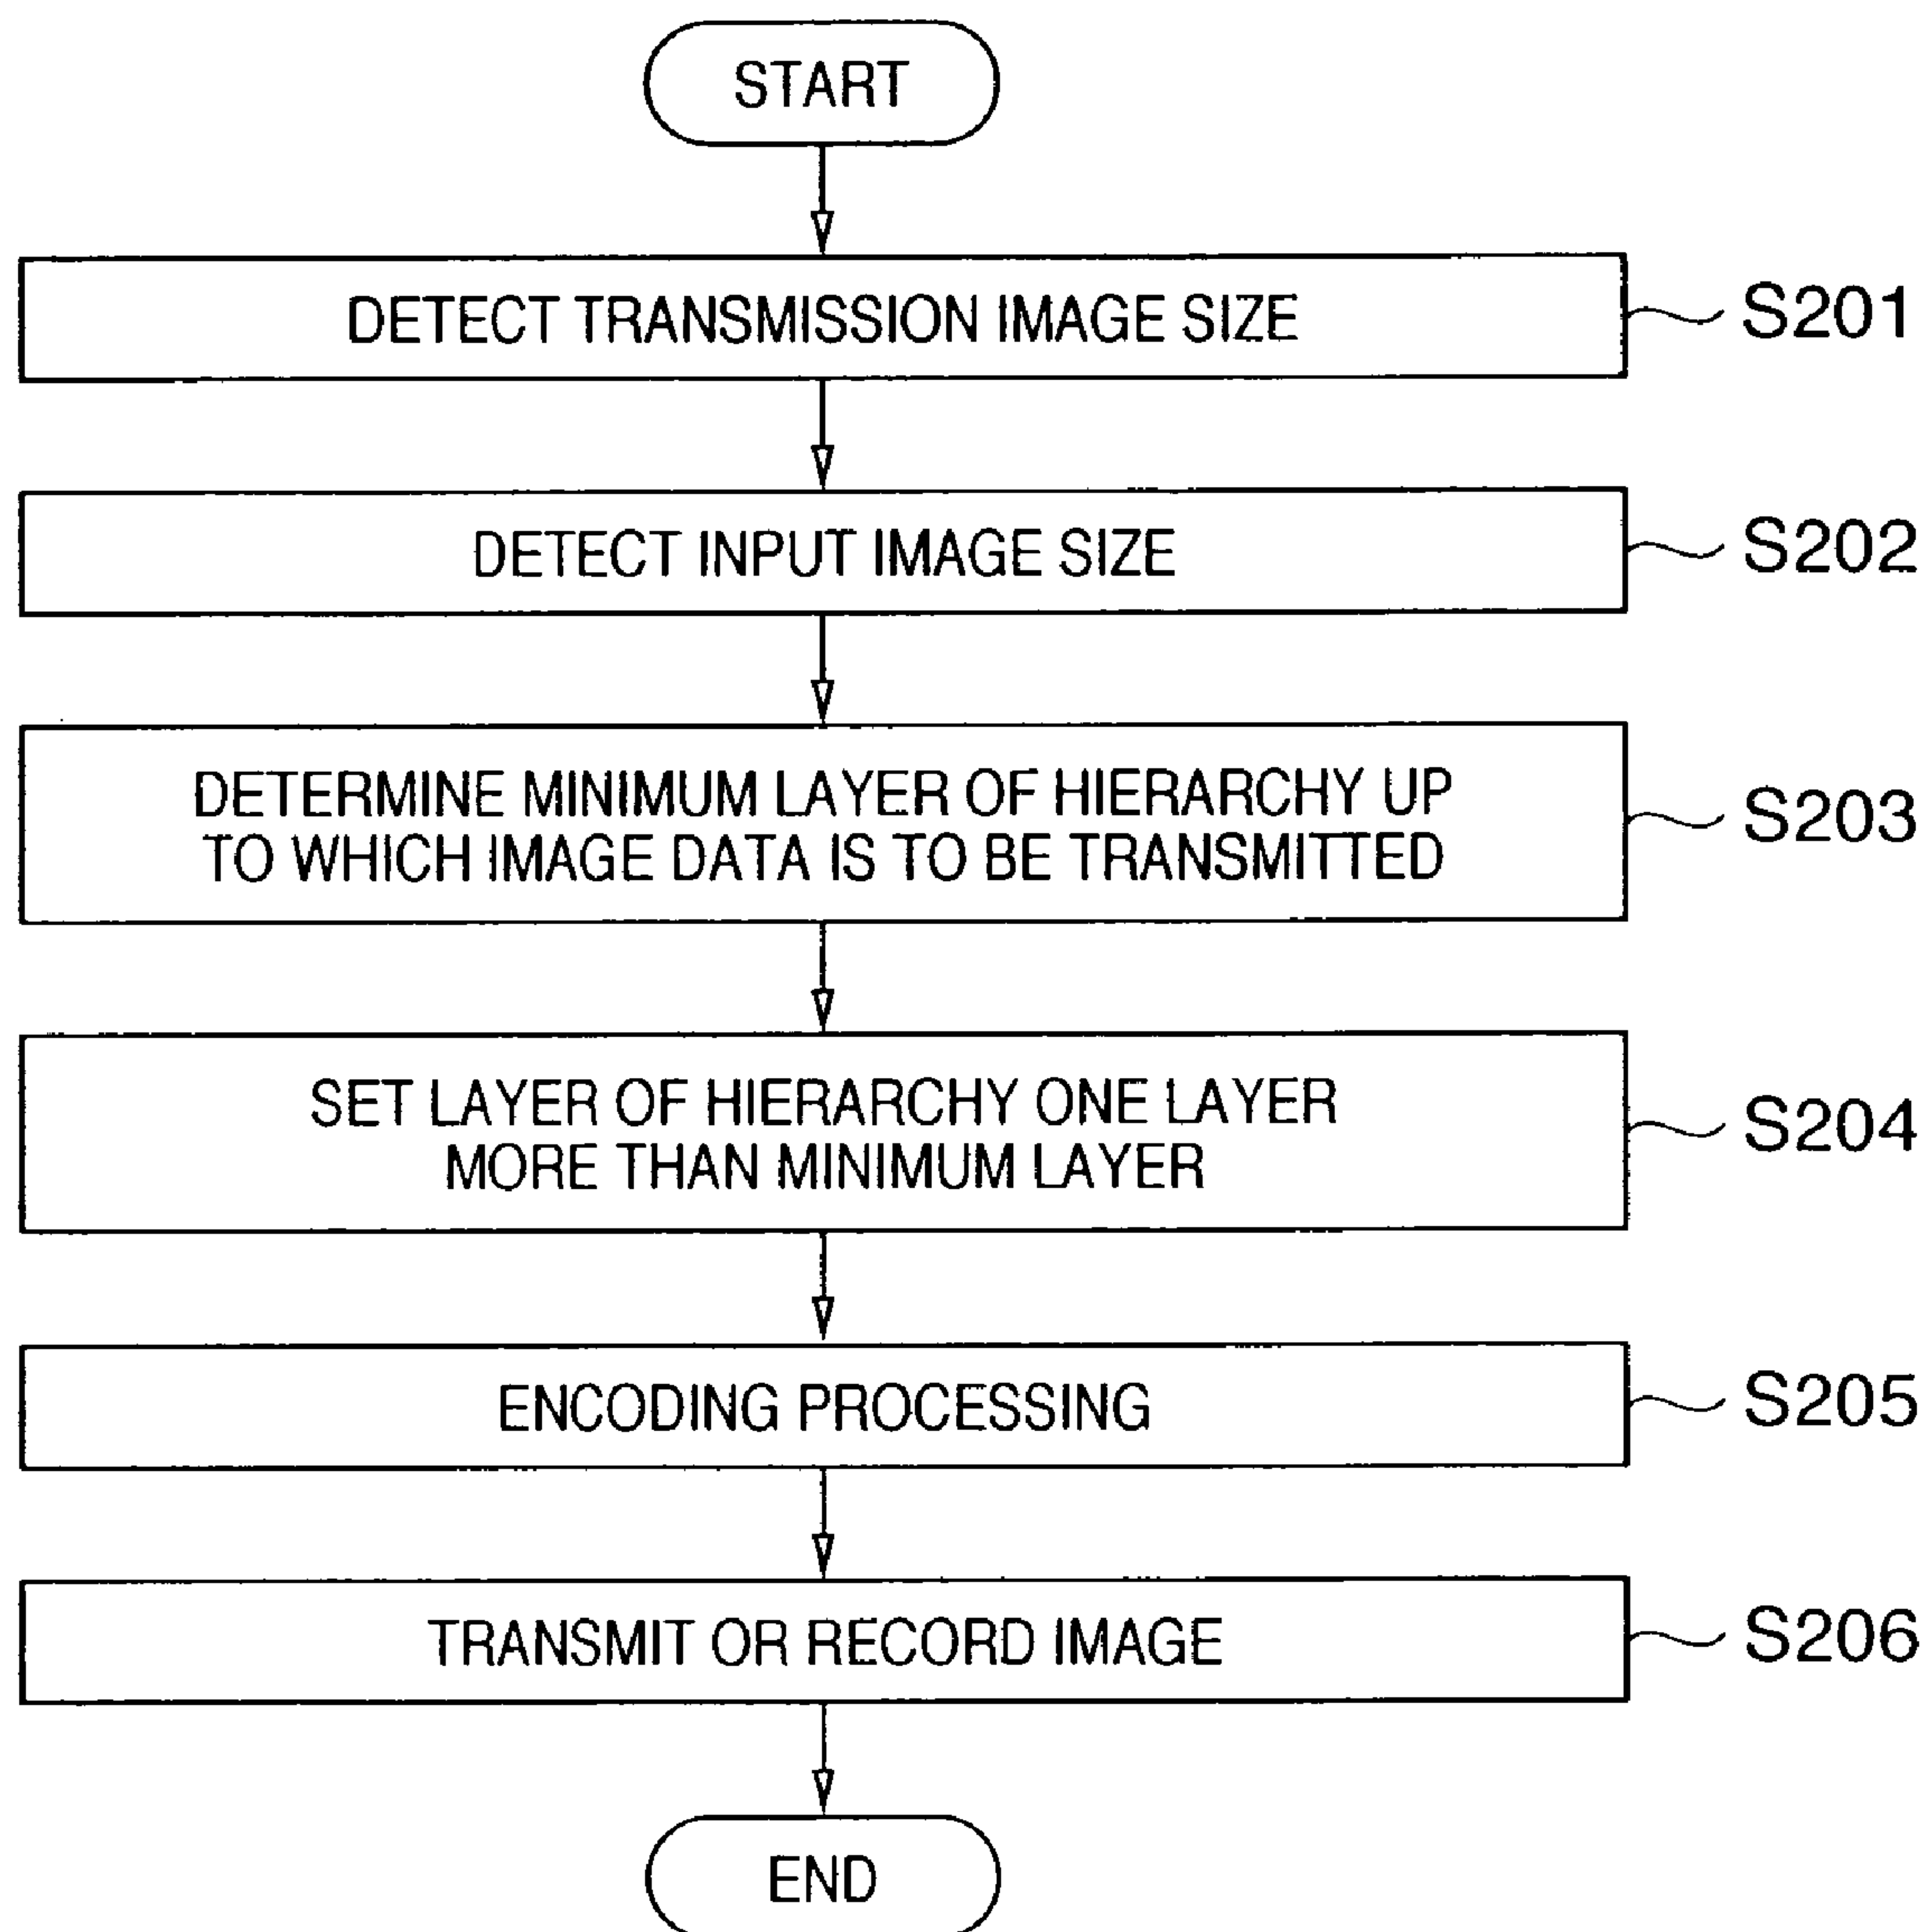 START
DETECT TRANSMISSION IMAGE SIZE
S201
DETECT INPUT IMAGE SIZE
S202
DETERMINE MINIMUM LAYER OF HIERARCHY UP
TO WHICH IMAGE DATA IS TO BE TRANSMITTED
S203
SET LAYER OF HIERARCHY ONE LAYER
MORE THAN MINIMUM LAYER
S204
ENCODING PROCESSING
S205
TRANSMIT OR RECORD IMAGE
S206
END